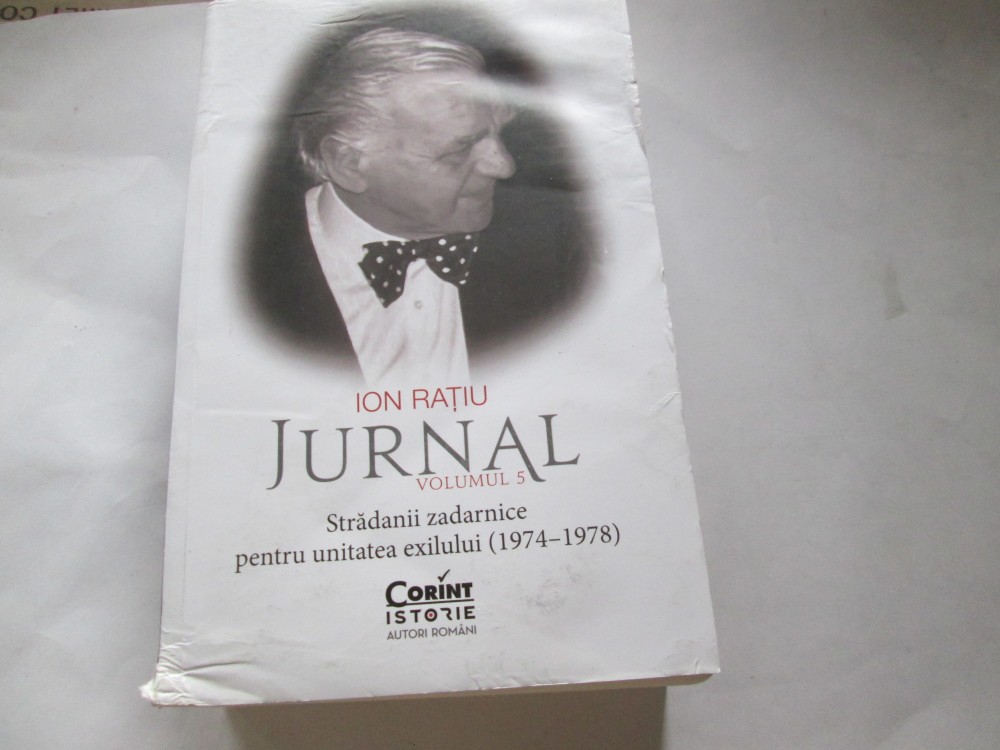 ION RAȚIU
JURNAL
VOLUMUL 5
Strădanii zadarnice
pentru unitatea exilului (1974–1978)
CORINT
ISTORIE
AUTORI ROMÂNI